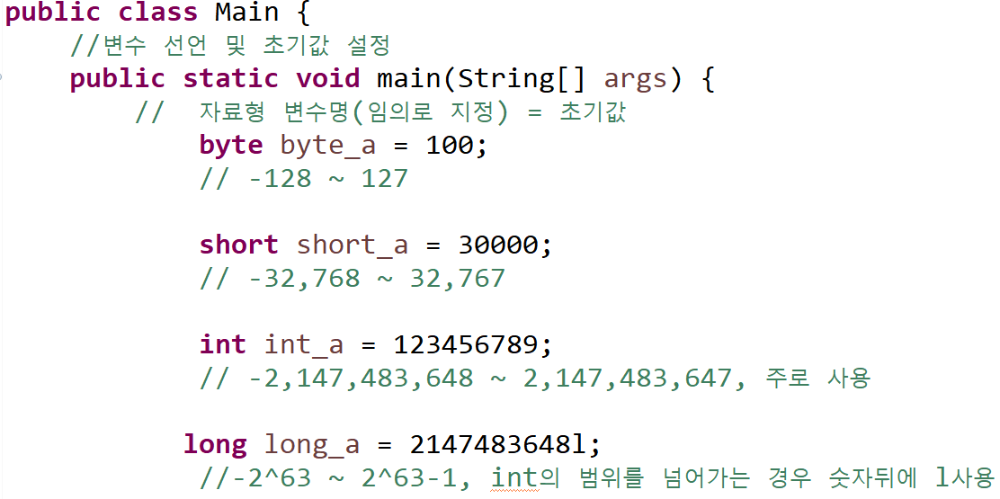 public class Main {
//변수 선언 및 초기값 설정
public static void main(String[] args) {
// 자료형 변수명(임의로 지정) = 초기값
byte byte_a = 100;
// -128 ~ 127
short short_a = 30000;
// -32,768 ~ 32,767
int int_a = 123456789;
// -2,147,483,648 ~ 2,147,483,647, 주로 사용
long long_a = 2147483648l;
//-2^63 ~ 2^63-1, int의 범위를 넘어가는 경우 숫자뒤에 l사용